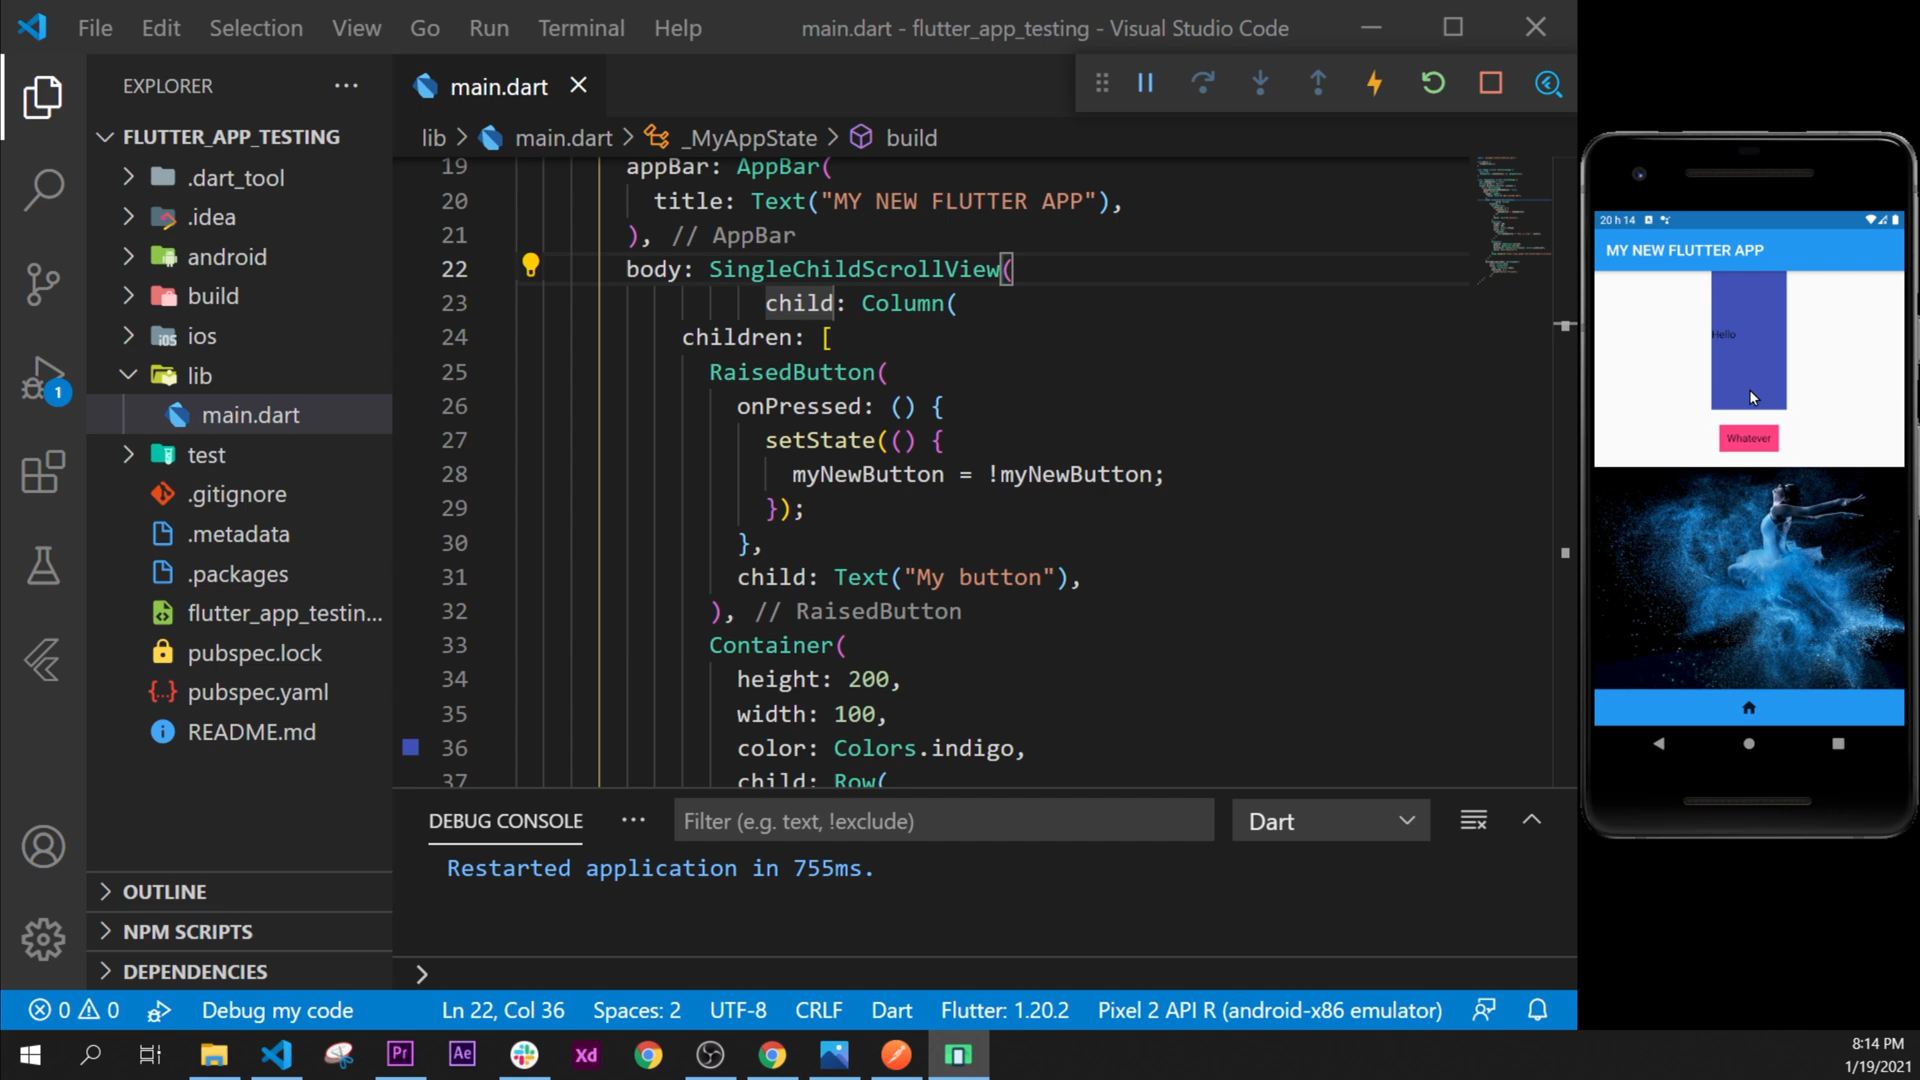 File Edit Selection View Go Run Terminal Help
main.dart - flutter_app_testing - Visual Studio Code
EXPLORER
main.dart
FLUTTER_APP_TESTING
.dart_tool
.idea
android
build
ios
lib
main.dart
test
.gitignore
.metadata
.packages
flutter_app_testin...
pubspec.lock
pubspec.yaml
README.md
OUTLINE
NPM SCRIPTS
DEPENDENCIES
lib > main.dart > _MyAppState > build
19 appBar: AppBar(
20 title: Text("MY NEW FLUTTER APP"),
21 ), // AppBar
22 body: SingleChildScrollView(
23 child: Column(
24 children: [
25 RaisedButton(
26 onPressed: () {
27 setState(() {
28 myNewButton = !myNewButton;
29 });
30 },
31 child: Text("My button"),
32 ), // RaisedButton
33 Container(
34 height: 200,
35 width: 100,
36 color: Colors.indigo,
37 child: Row(
DEBUG CONSOLE
Filter (e.g. text, !exclude)
Dart
Restarted application in 755ms.
1
0 0 Debug my code Ln 22, Col 36 Spaces: 2 UTF-8 CRLF Dart Flutter: 1.20.2 Pixel 2 API R (android-x86 emulator)
20 h 14
MY NEW FLUTTER APP
Hello
Whatever
Pr
Ae
Xd
8:14 PM
1/19/2021